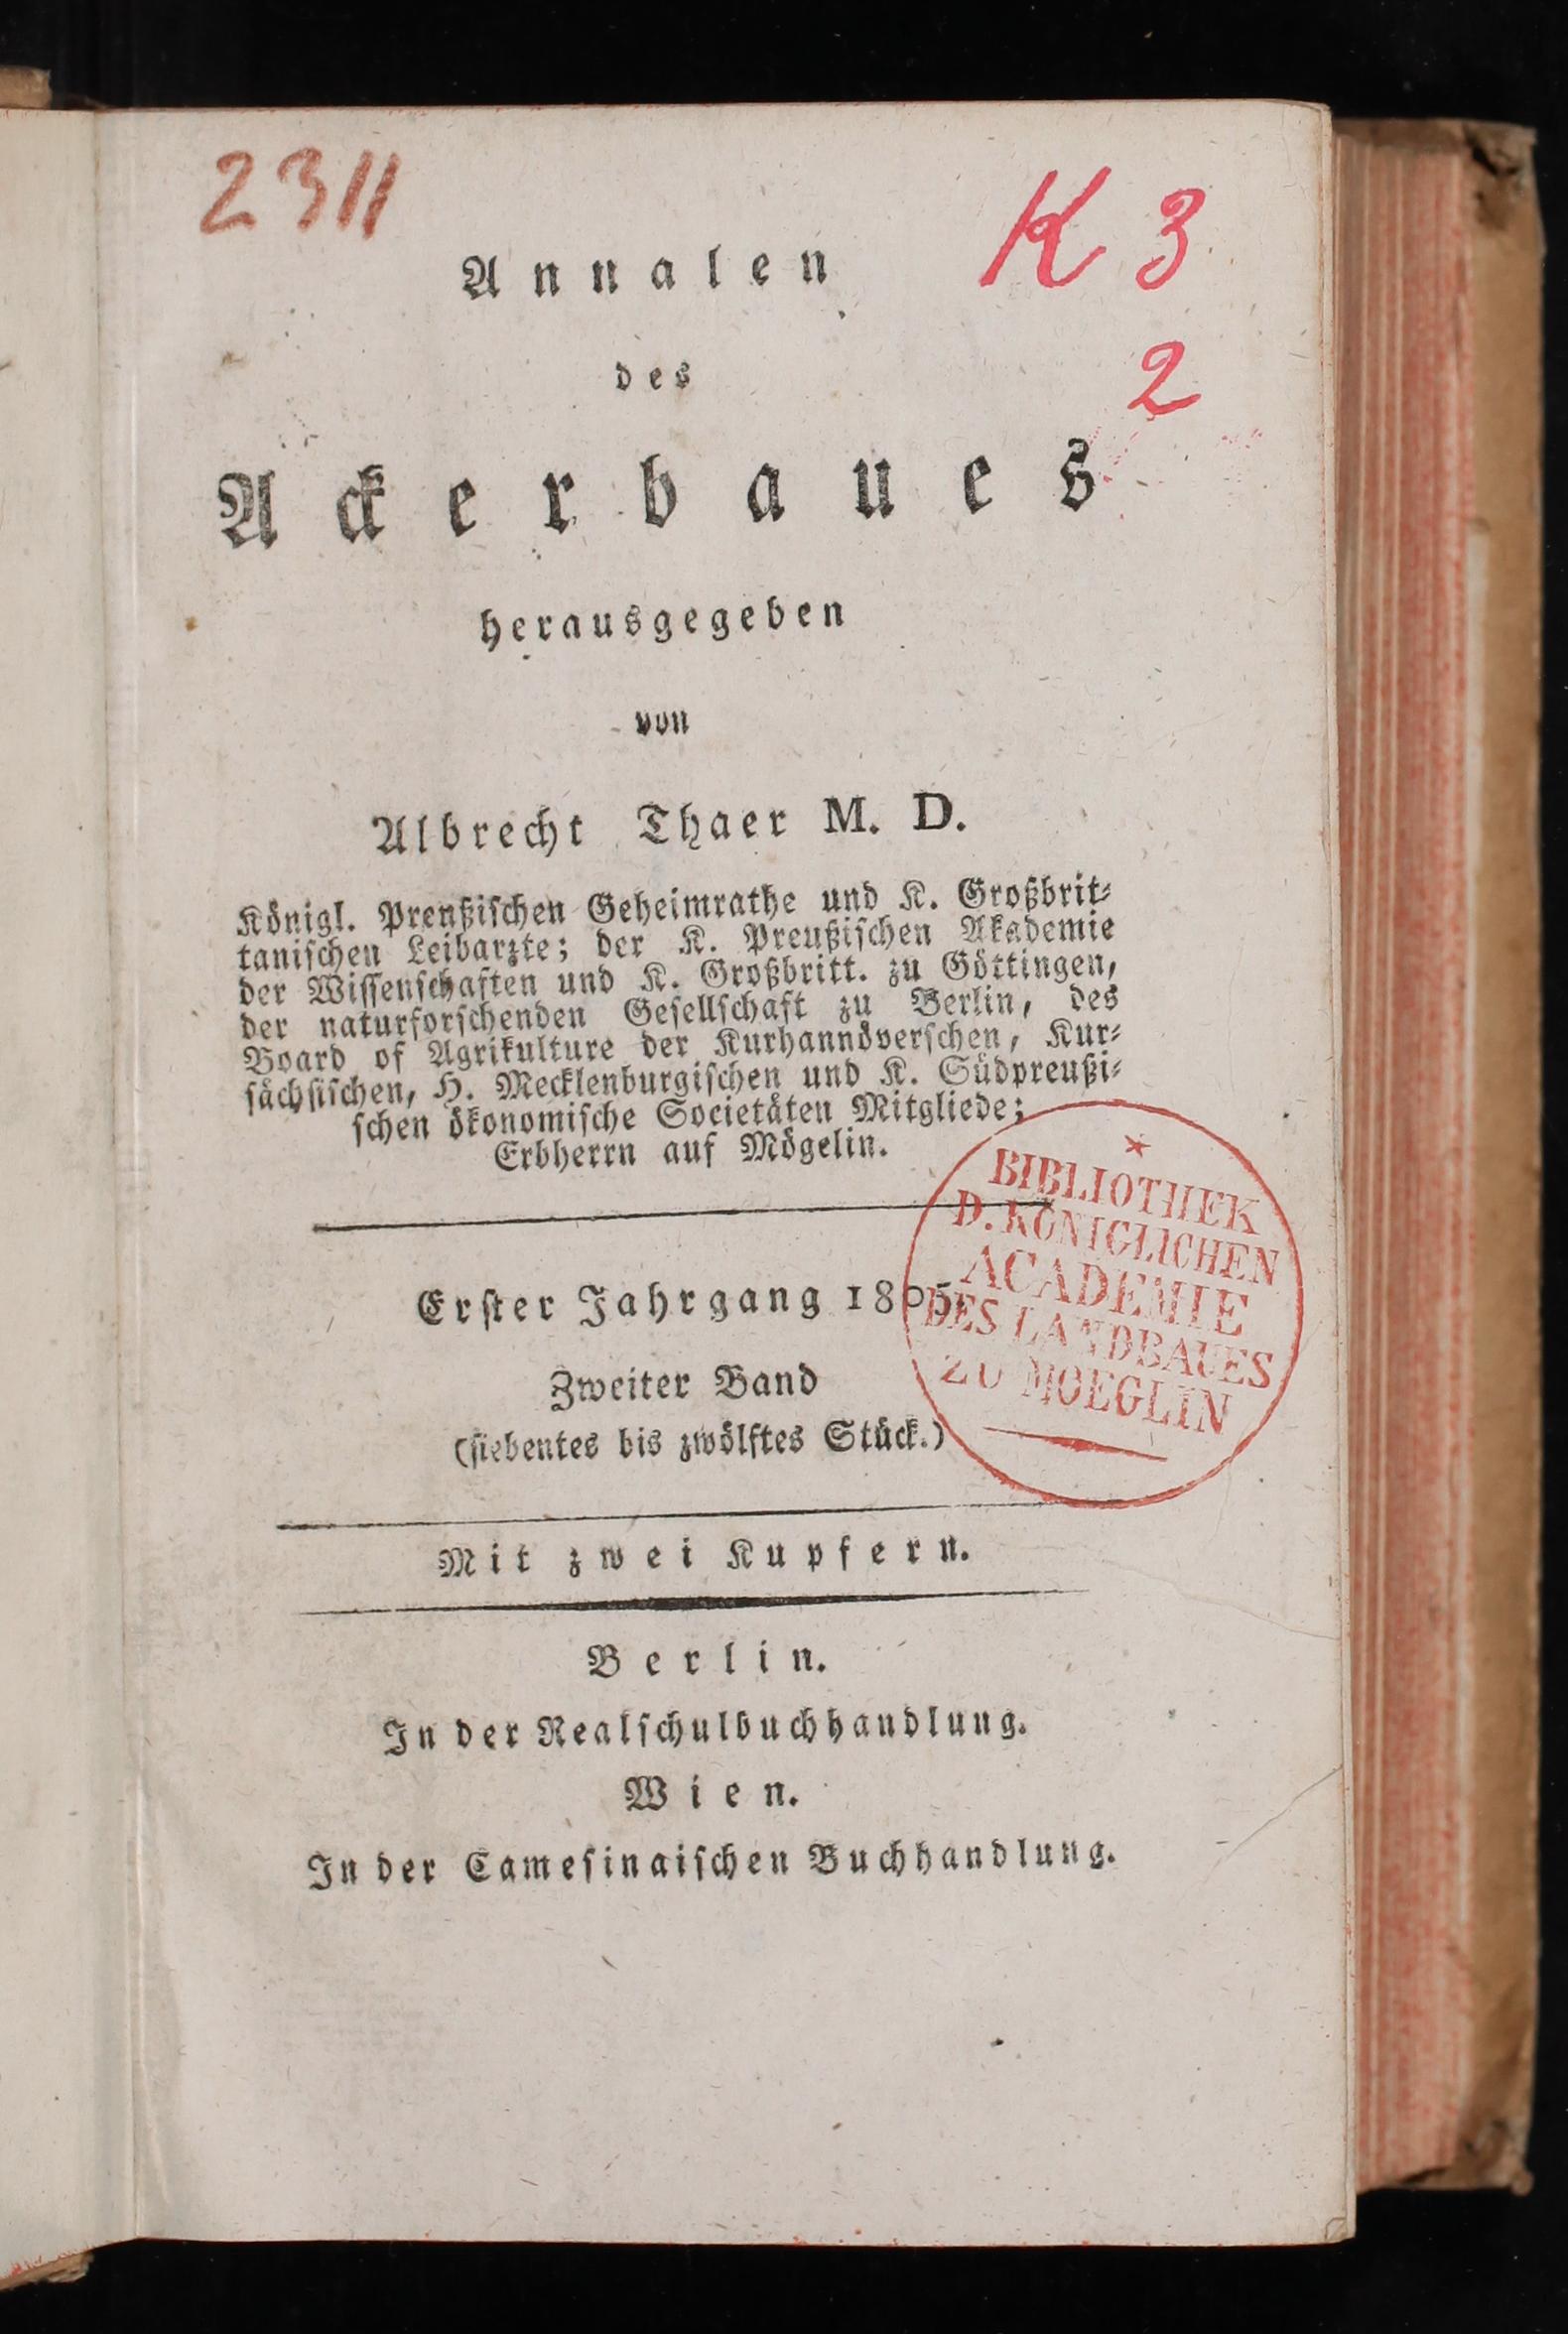 2311
K 3
2
Annalen
des
Ackerbaues
herausgegeben
von
Albrecht Thaer M. D.
Königl. Prenßischen Geheimrathe und K. Großbrit-
tanischen Leibarzte; der K. Preußischen Akademie
der Wissenschaften und K. Großbritt. zu Göttingen,
der naturforschenden Gesellschaft zu Berlin, des
Board of Agrikulture der Kurhannöverschen, Kur-
sächsischen, H. Mecklenburgischen und K. Südpreußi-
schen ökonomische Societäten Mitgliede;
Erbherrn auf Mögelin.
Erster Jahrgang 1805.
Zweiter Band
(siebentes bis zwölftes Stück.)
BIBLIOTHEK
D. KÖNIGLICHEN
ACADEMIE
DES LANDBAUES
ZU MOEGLIN
Mit zwei Kupfern.
Berlin.
In der Realschulbuchhandlung.
Wien.
In der Camesinaischen Buchhandlung.